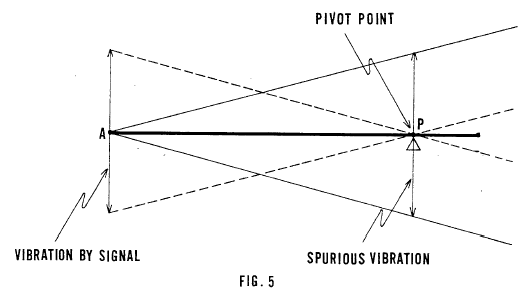 PIVOT POINT
A
P
VIBRATION BY SIGNAL
SPURIOUS VIBRATION
FIG. 5